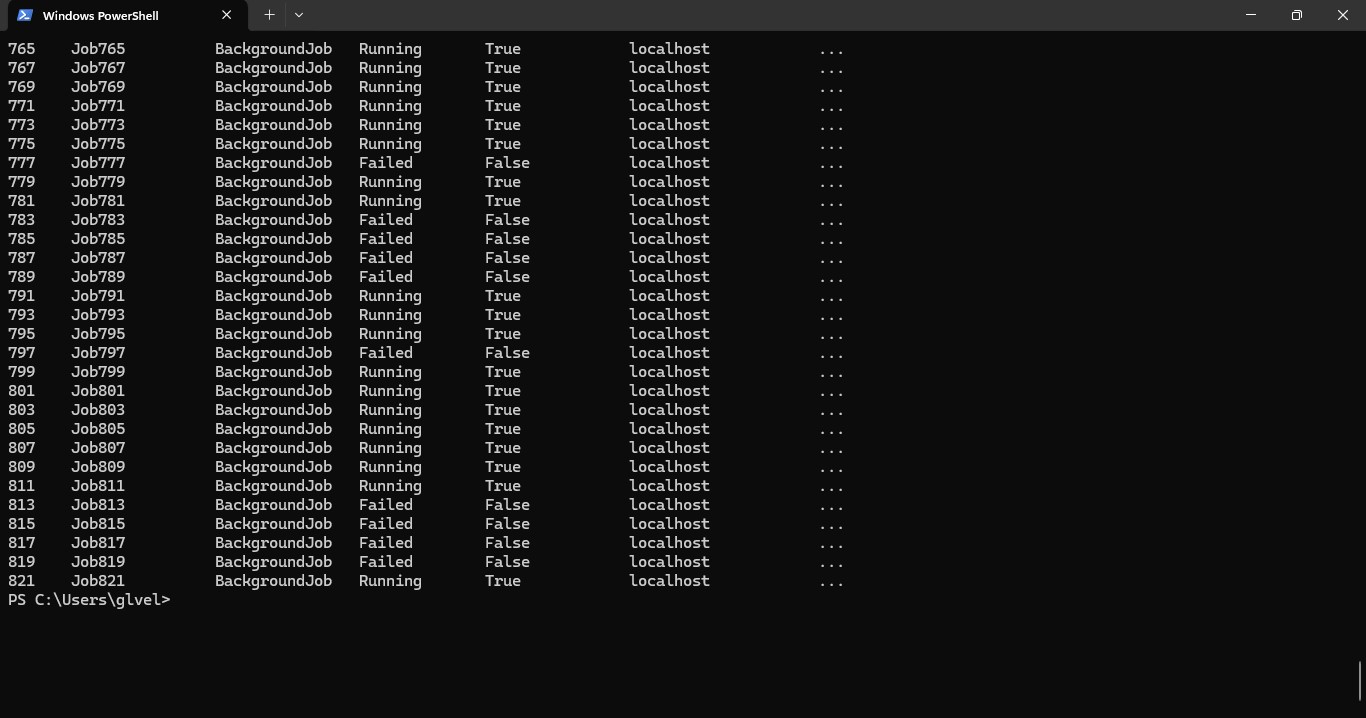 Windows PowerShell
765 Job765 BackgroundJob Running True localhost ...
767 Job767 BackgroundJob Running True localhost ...
769 Job769 BackgroundJob Running True localhost ...
771 Job771 BackgroundJob Running True localhost ...
773 Job773 BackgroundJob Running True localhost ...
775 Job775 BackgroundJob Running True localhost ...
777 Job777 BackgroundJob Failed False localhost ...
779 Job779 BackgroundJob Running True localhost ...
781 Job781 BackgroundJob Running True localhost ...
783 Job783 BackgroundJob Failed False localhost ...
785 Job785 BackgroundJob Failed False localhost ...
787 Job787 BackgroundJob Failed False localhost ...
789 Job789 BackgroundJob Failed False localhost ...
791 Job791 BackgroundJob Running True localhost ...
793 Job793 BackgroundJob Running True localhost ...
795 Job795 BackgroundJob Running True localhost ...
797 Job797 BackgroundJob Failed False localhost ...
799 Job799 BackgroundJob Running True localhost ...
801 Job801 BackgroundJob Running True localhost ...
803 Job803 BackgroundJob Running True localhost ...
805 Job805 BackgroundJob Running True localhost ...
807 Job807 BackgroundJob Running True localhost ...
809 Job809 BackgroundJob Running True localhost ...
811 Job811 BackgroundJob Running True localhost ...
813 Job813 BackgroundJob Failed False localhost ...
815 Job815 BackgroundJob Failed False localhost ...
817 Job817 BackgroundJob Failed False localhost ...
819 Job819 BackgroundJob Failed False localhost ...
821 Job821 BackgroundJob Running True localhost ...
PS C:\Users\glvel>